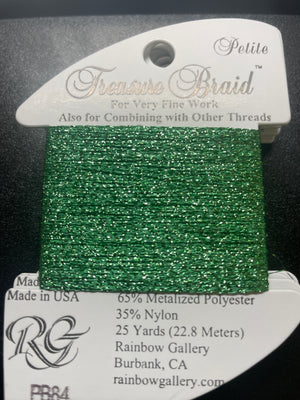 Petite
Treasure Braid™
For Very Fine Work
Also for Combining with Other Threads
Made in USA
65% Metalized Polyester
35% Nylon
25 Yards (22.8 Meters)
Rainbow Gallery
Burbank, CA
rainbowgallery.com
RG
PB84